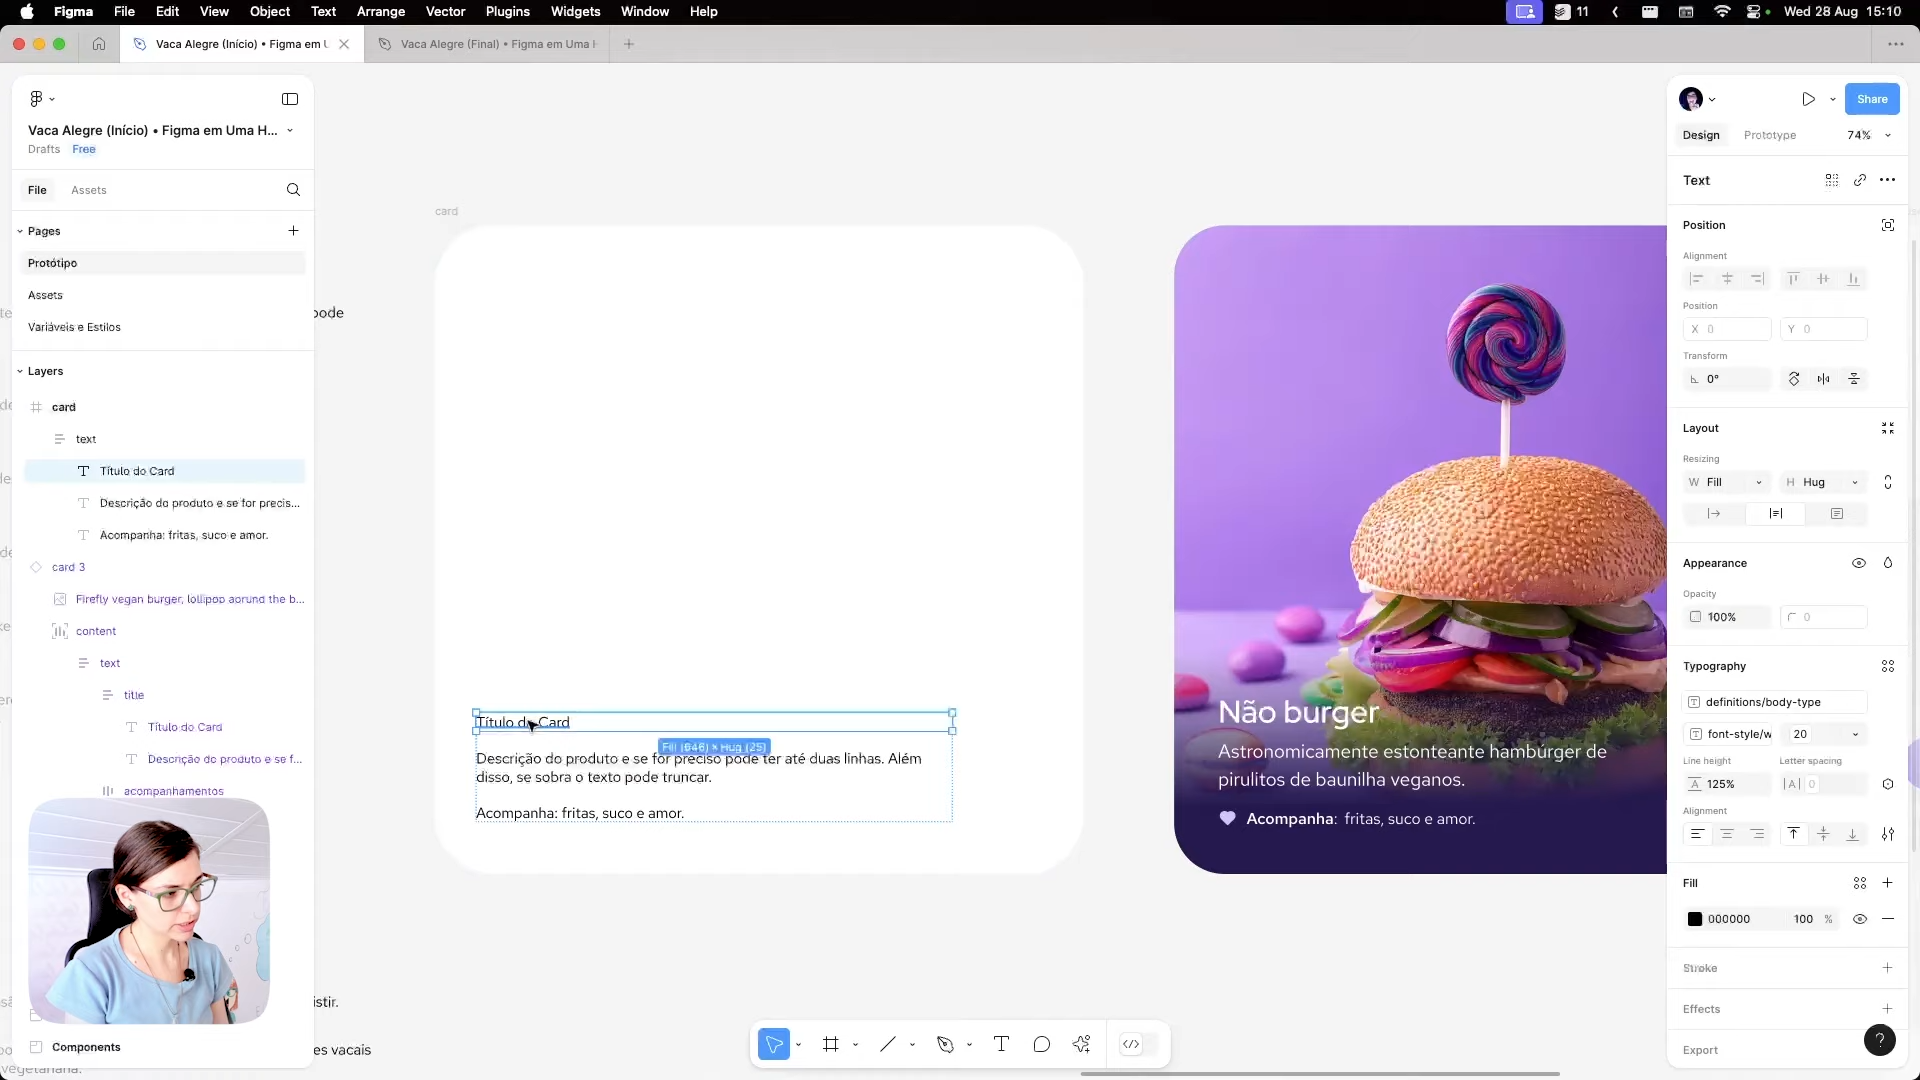 Figma File Edit View Object Text Arrange Vector Plugins Widgets Window Help
11
Wed 28 Aug 15:10
Vaca Alegre (Início) • Figma em U
Vaca Alegre (Final) • Figma em Uma H
Vaca Alegre (Início) • Figma em Uma H...
Drafts Free
File Assets
Pages
Protótipo
Assets
Variáveis e Estilos
Layers
card
text
Título do Card
Descrição do produto e se for precis...
Acompanha: fritas, suco e amor.
card 3
Firefly vegan burger, lollipop around the b...
content
text
title
Título do Card
Descrição do produto e se f...
acompanhamentos
Components
pode
istir.
es vacais
vegetariana.
card
Título do Card
Fill (646) × Hug (25)
Descrição do produto e se for preciso pode ter até duas linhas. Além
disso, se sobra o texto pode truncar.
Acompanha: fritas, suco e amor.
Não burger
Astronomicamente estonteante hambúrger de
pirulitos de baunilha veganos.
Acompanha: fritas, suco e amor.
Share
Design Prototype 74%
Text
Position
Alignment
Position
X 0 Y 0
Transform
0°
Layout
Resizing
W Fill H Hug
Appearance
Opacity
100% 0
Typography
definitions/body-type
font-style/w 20
Line height Letter spacing
125% 0
Alignment
Fill
000000 100 %
Stroke
Effects
Export
?